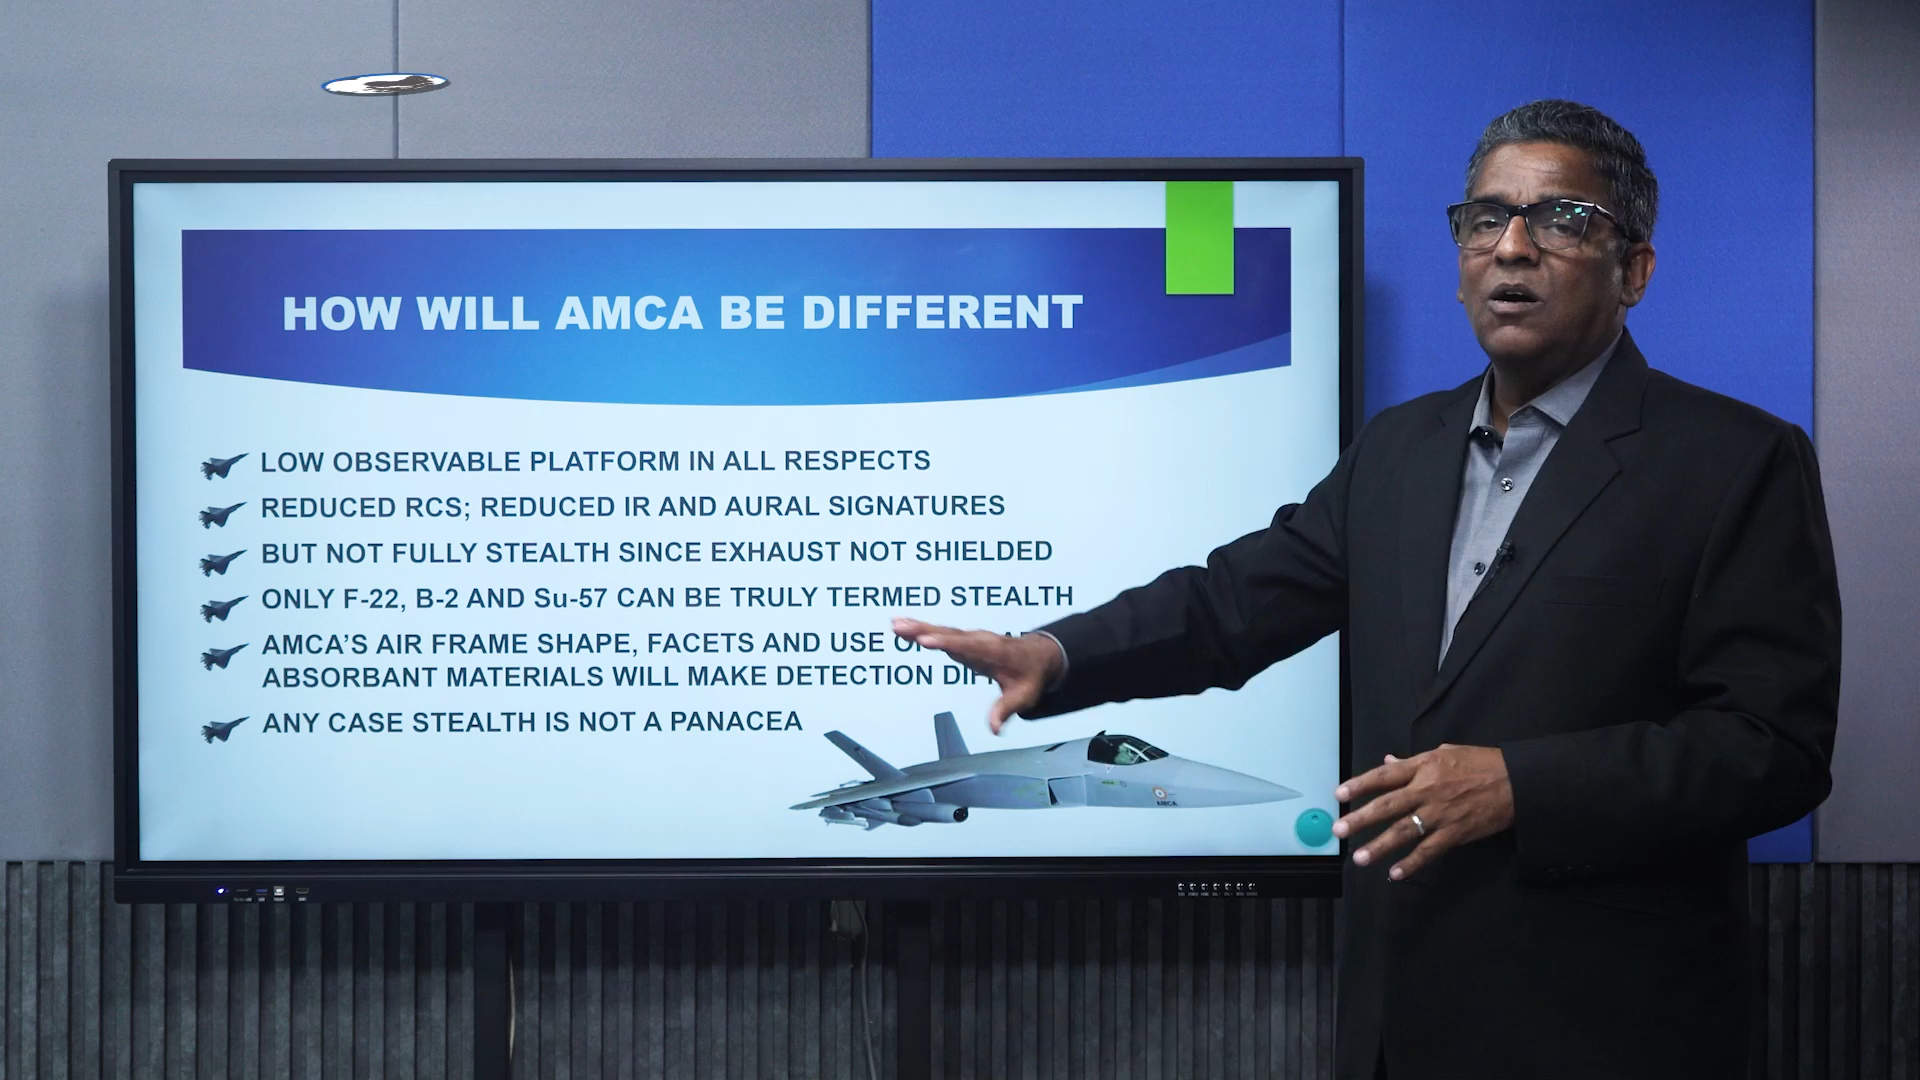 HOW WILL AMCA BE DIFFERENT
LOW OBSERVABLE PLATFORM IN ALL RESPECTS
REDUCED RCS; REDUCED IR AND AURAL SIGNATURES
BUT NOT FULLY STEALTH SINCE EXHAUST NOT SHIELDED
ONLY F-22, B-2 AND Su-57 CAN BE TRULY TERMED STEALTH
AMCA'S AIR FRAME SHAPE, FACETS AND USE
ABSORBANT MATERIALS WILL MAKE DETECTION
ANY CASE STEALTH IS NOT A PANACEA
AMCA